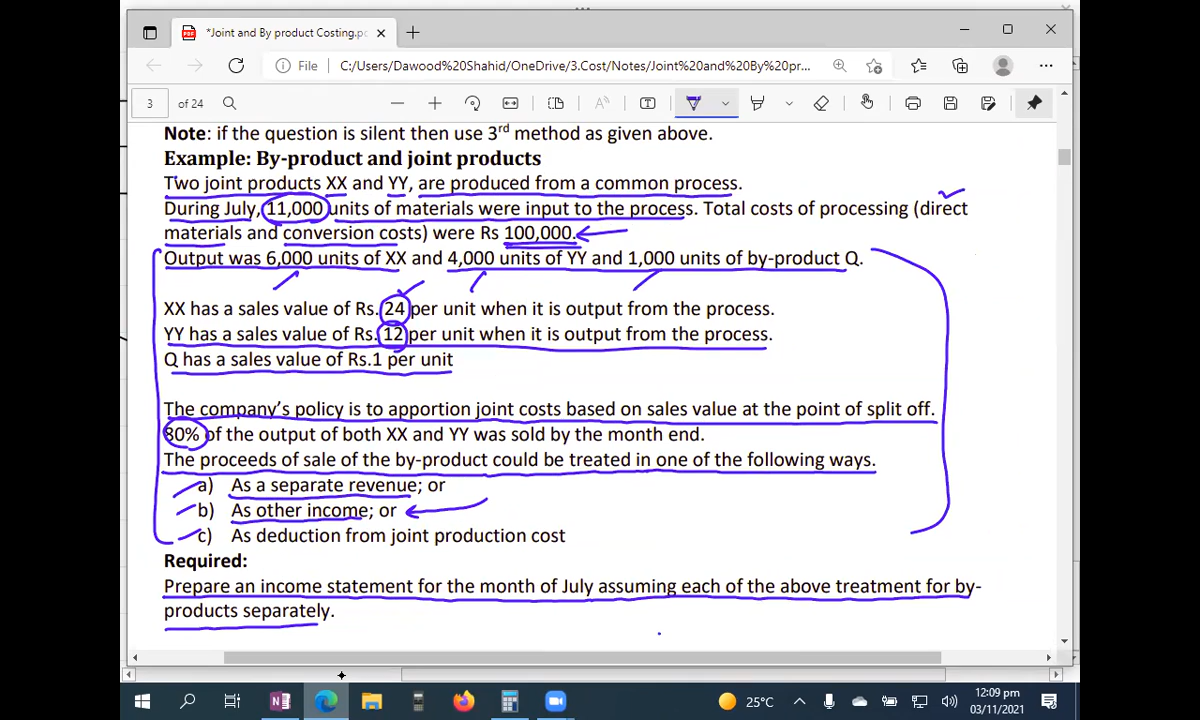 *Joint and By product Costing.pc
File C:/Users/Dawood%20Shahid/OneDrive/3.Cost/Notes/Joint%20and%20By%20pr...
3 of 24
Note: if the question is silent then use 3rd method as given above.
Example: By-product and joint products
Two joint products XX and YY, are produced from a common process.
During July, 11,000 units of materials were input to the process. Total costs of processing (direct
materials and conversion costs) were Rs 100,000.
Output was 6,000 units of XX and 4,000 units of YY and 1,000 units of by-product Q.
XX has a sales value of Rs. 24 per unit when it is output from the process.
YY has a sales value of Rs. 12 per unit when it is output from the process.
Q has a sales value of Rs.1 per unit
The company's policy is to apportion joint costs based on sales value at the point of split off.
80% of the output of both XX and YY was sold by the month end.
The proceeds of sale of the by-product could be treated in one of the following ways.
a) As a separate revenue; or
b) As other income; or
c) As deduction from joint production cost
Required:
Prepare an income statement for the month of July assuming each of the above treatment for by-
products separately.
25°C
12:09 pm
03/11/2021